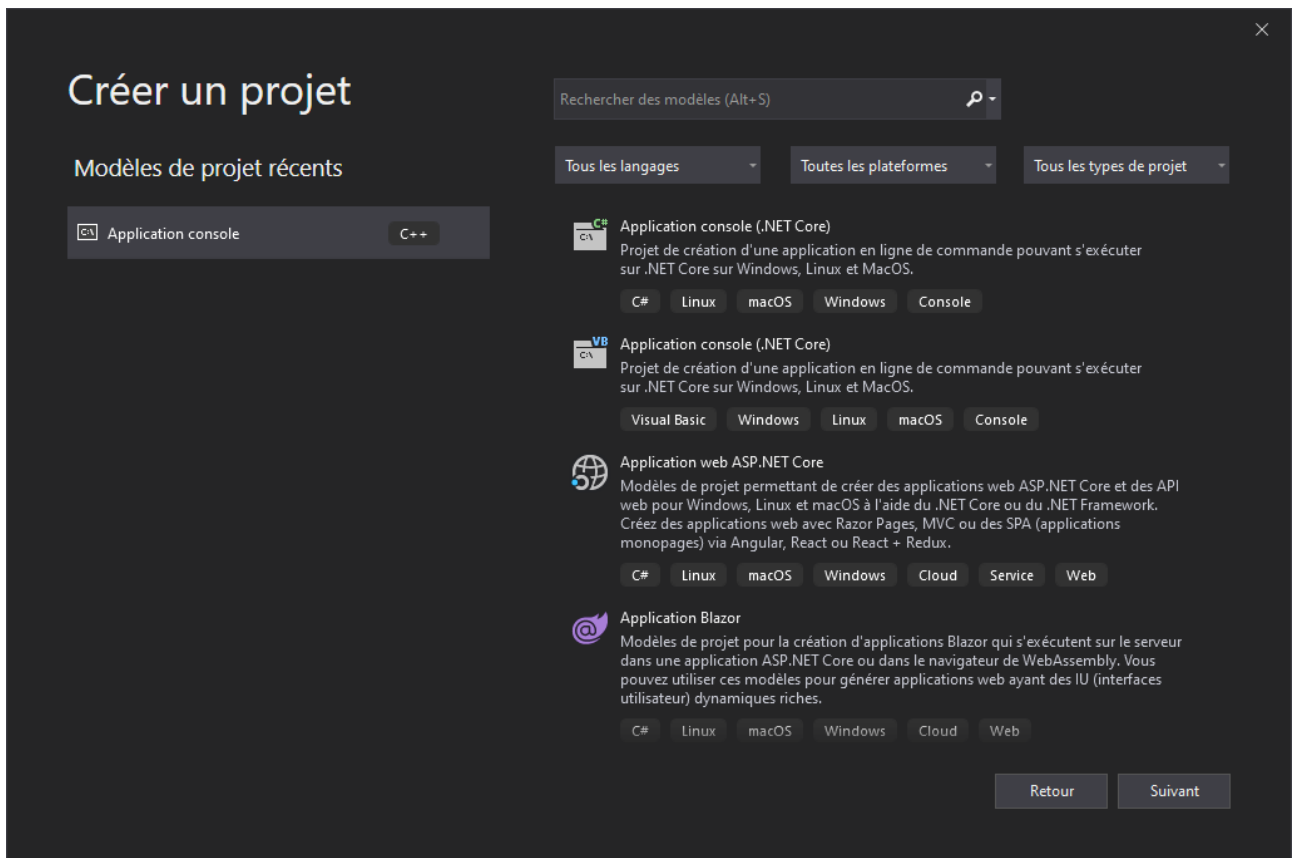 Créer un projet
Rechercher des modèles (Alt+S)
Modèles de projet récents
Tous les langages
Toutes les plateformes
Tous les types de projet
C:\ Application console C++
C#
C:\
Application console (.NET Core)
Projet de création d'une application en ligne de commande pouvant s'exécuter
sur .NET Core sur Windows, Linux et MacOS.
C# Linux macOS Windows Console
VB
C:\
Application console (.NET Core)
Projet de création d'une application en ligne de commande pouvant s'exécuter
sur .NET Core sur Windows, Linux et MacOS.
Visual Basic Windows Linux macOS Console
Application web ASP.NET Core
Modèles de projet permettant de créer des applications web ASP.NET Core et des API
web pour Windows, Linux et macOS à l'aide du .NET Core ou du .NET Framework.
Créez des applications web avec Razor Pages, MVC ou des SPA (applications
monopages) via Angular, React ou React + Redux.
C# Linux macOS Windows Cloud Service Web
@
Application Blazor
Modèles de projet pour la création d'applications Blazor qui s'exécutent sur le serveur
dans une application ASP.NET Core ou dans le navigateur de WebAssembly. Vous
pouvez utiliser ces modèles pour générer applications web ayant des IU (interfaces
utilisateur) dynamiques riches.
C# Linux macOS Windows Cloud Web
Retour
Suivant